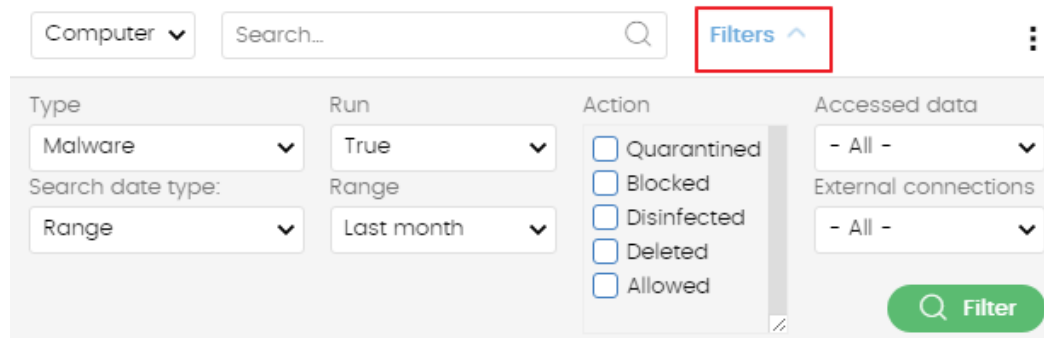 Computer
Search...
Filters
Type
Run
Action
Accessed data
Malware
True
Quarantined
Blocked
Disinfected
Deleted
Allowed
- All -
Search date type:
Range
External connections
Range
Last month
- All -
Filter